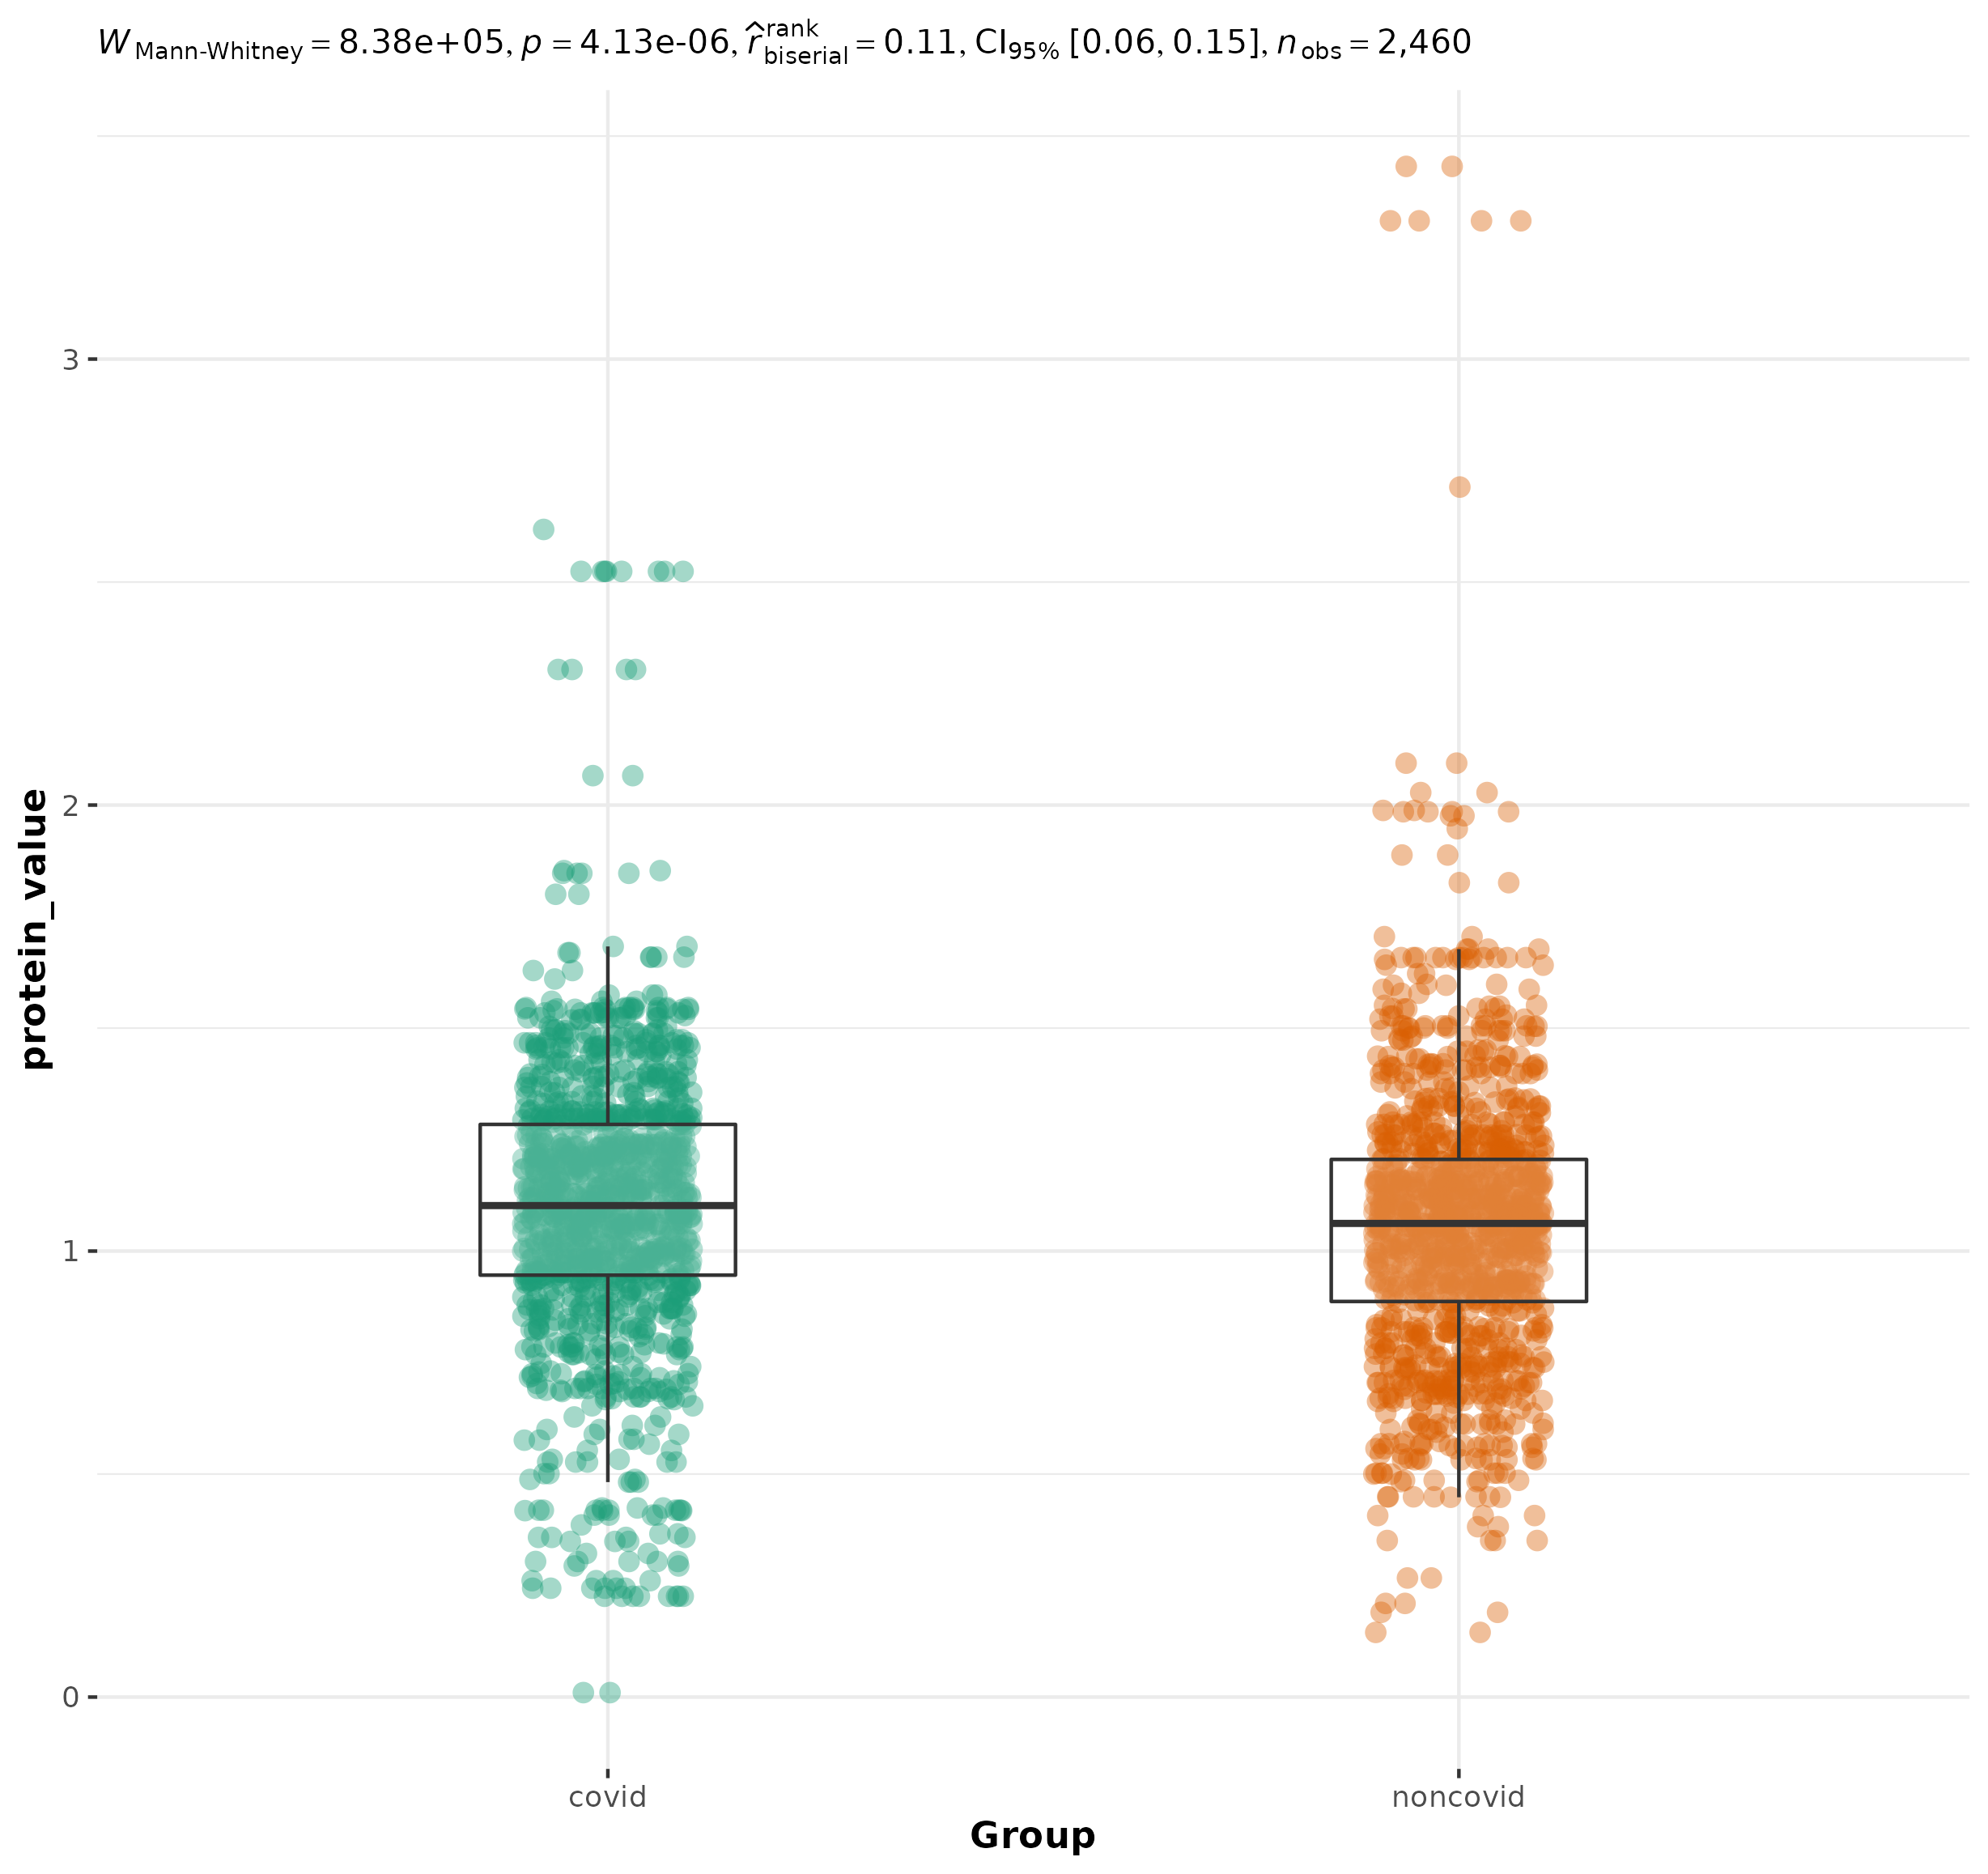 W Mann-Whitney = 8.38e+05, p = 4.13e-06, r̂ rank biserial = 0.11, CI95% [0.06, 0.15], n obs = 2,460
protein_value
3
2
1
0
covid noncovid
Group